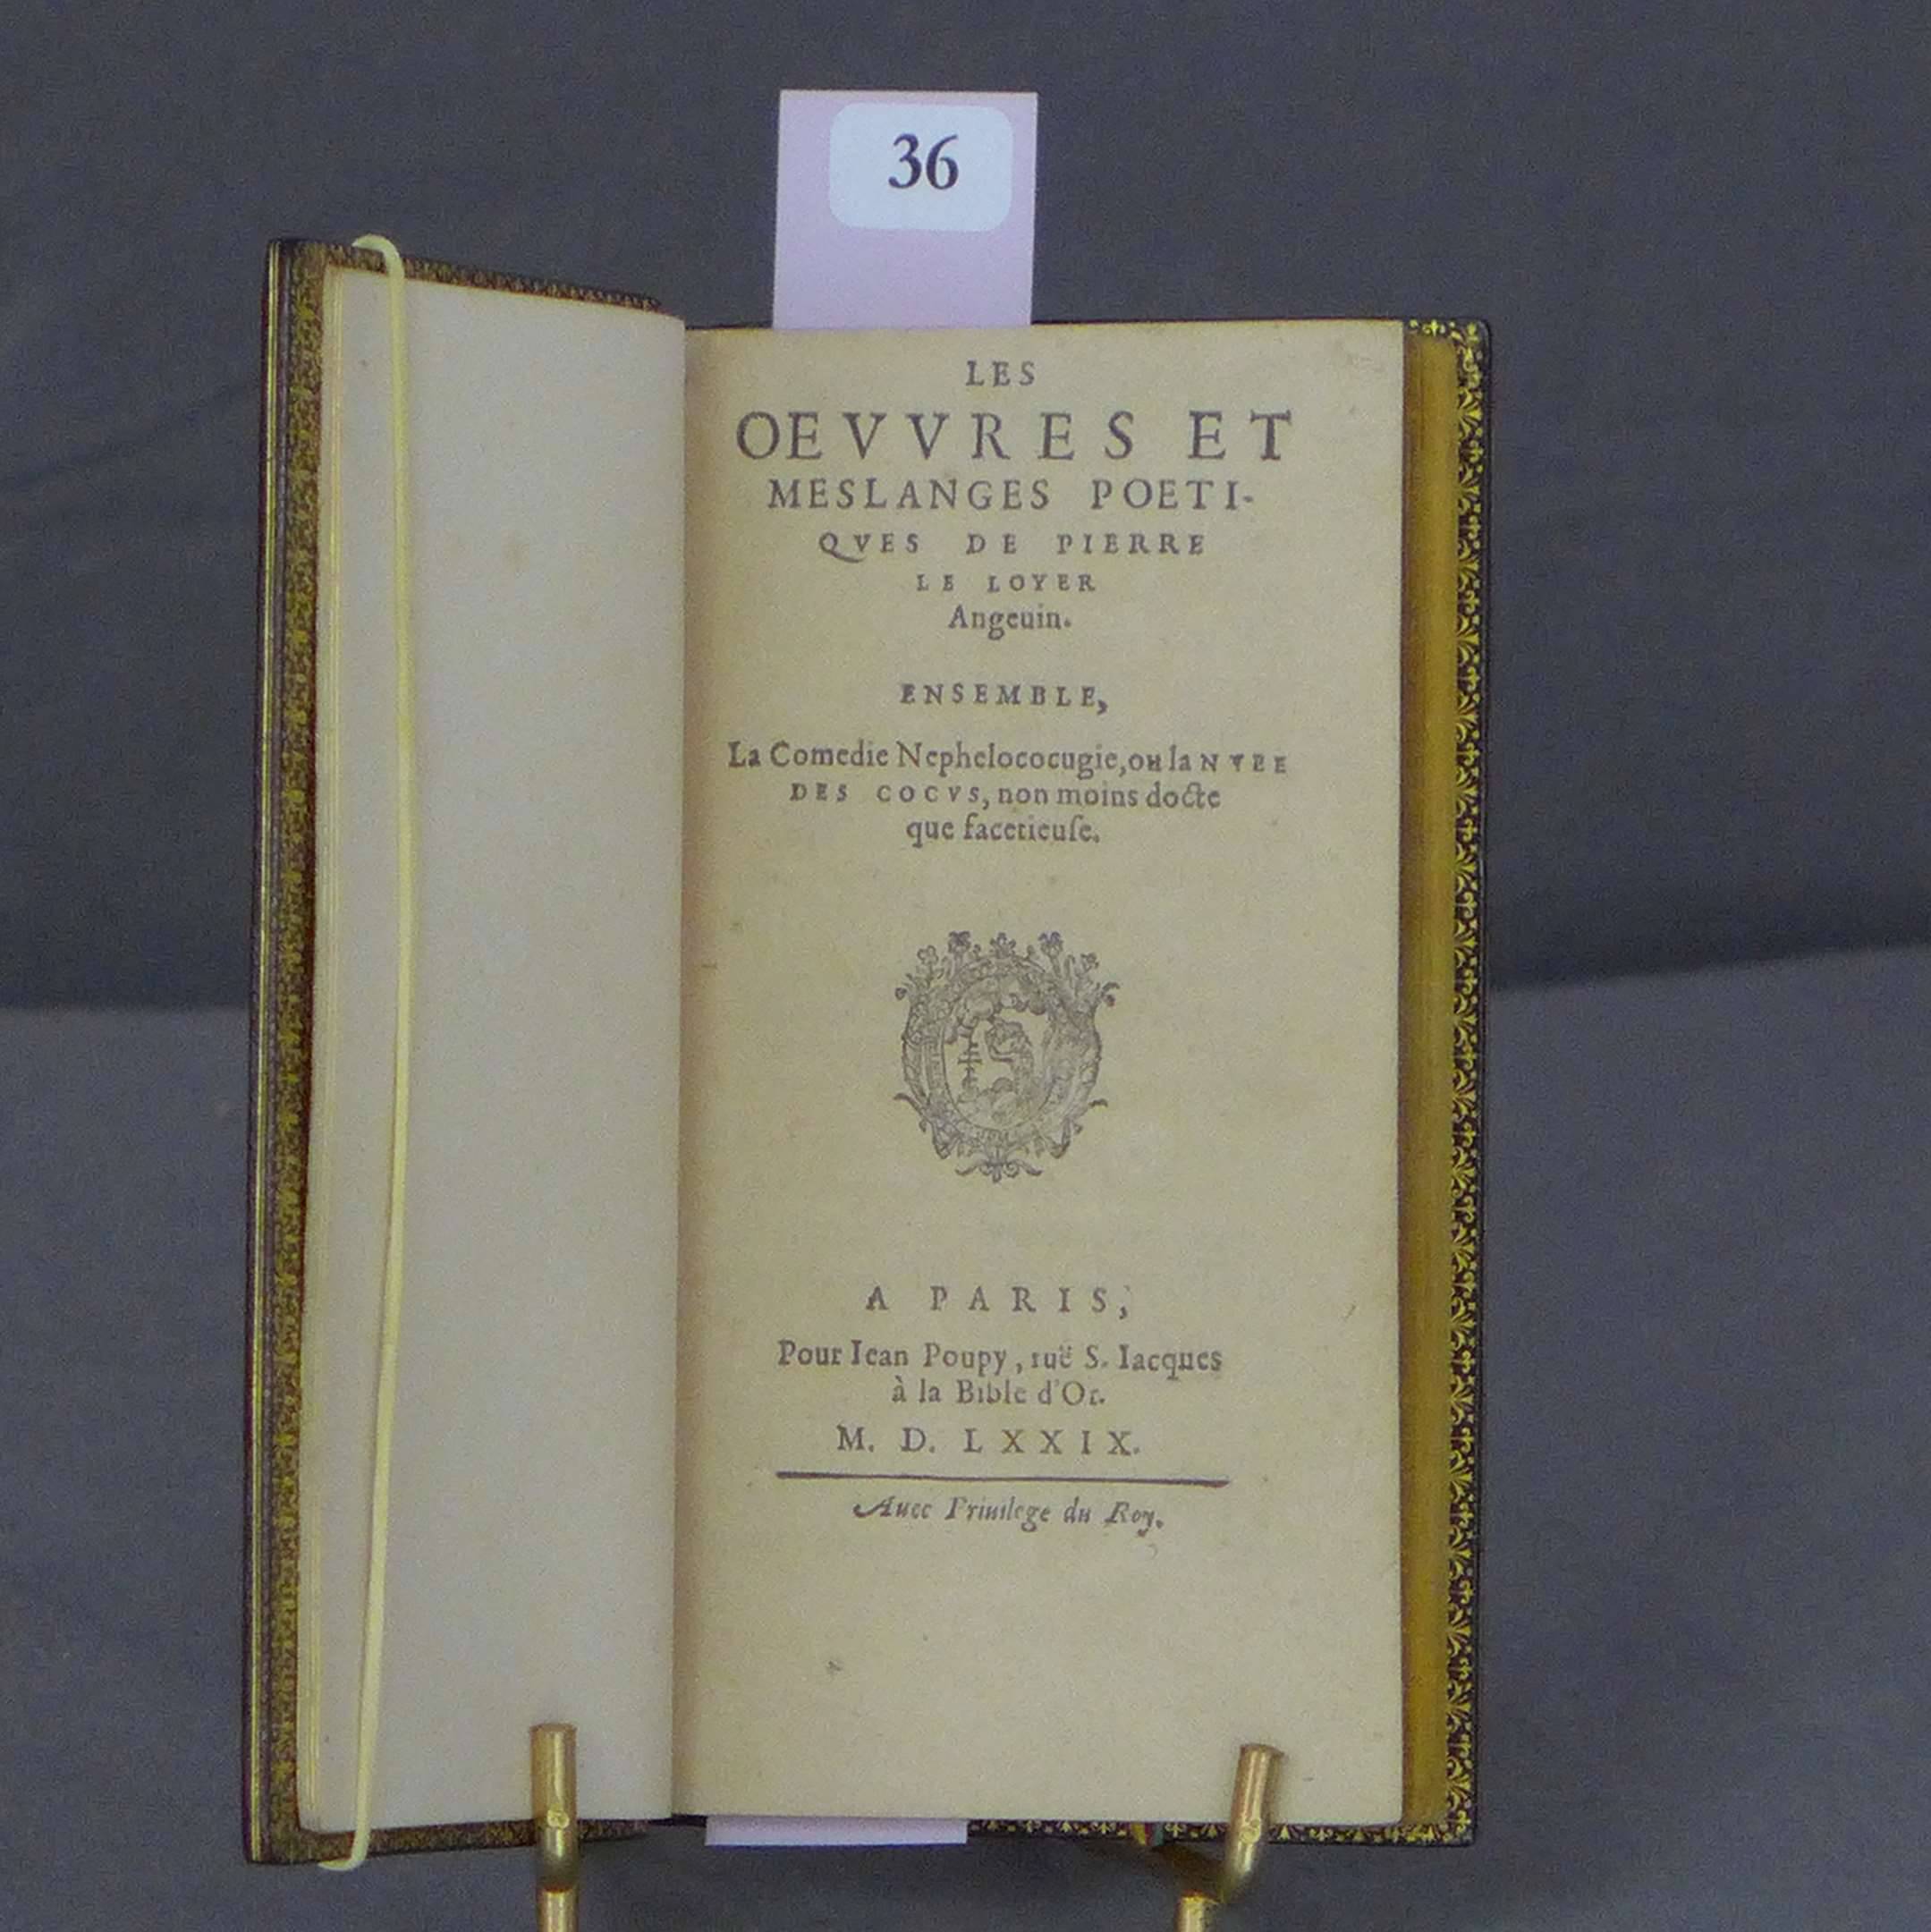 36
LES
OEVVRES ET
MESLANGES POETI-
QVES DE PIERRE
LE LOYER
Angeuin.
ENSEMBLE,
La Comedie Nephelococugie, ou la NVEE
DES COCVS, non moins docte
que facetieuſe.
A PARIS,
Pour Iean Poupy, ruë S. Iacques
à la Bible d'Or.
M. D. LXXIX.
Auec Priuilege du Roy.